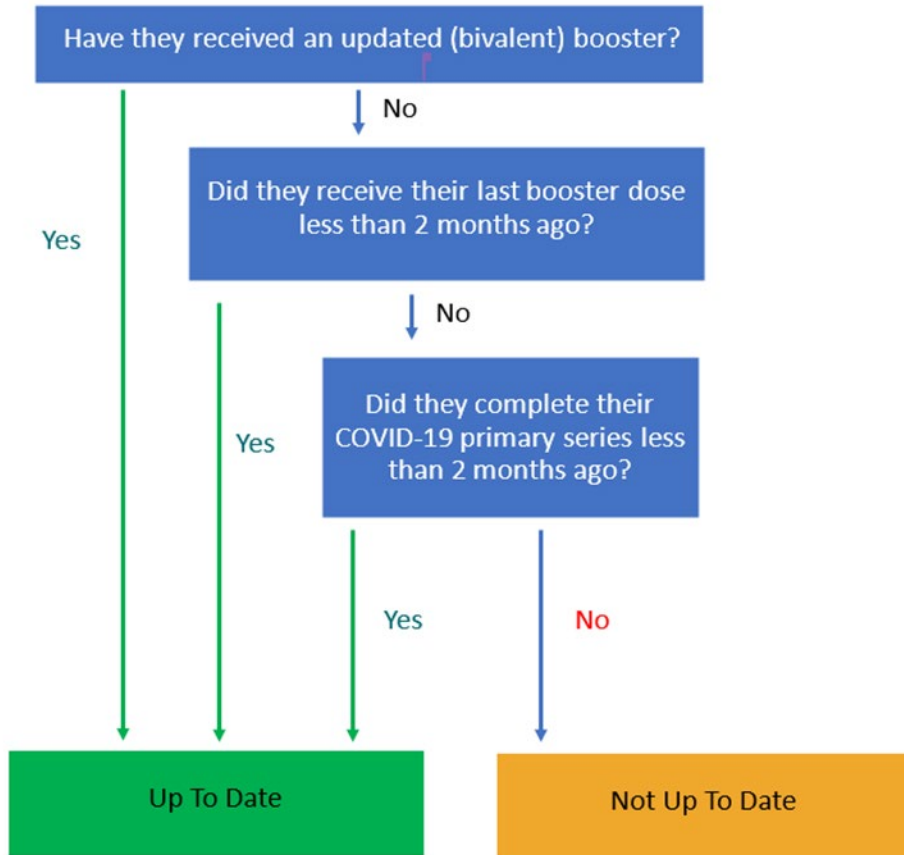 Have they received an updated (bivalent) booster?
No
Did they receive their last booster dose
less than 2 months ago?
Yes
No
Did they complete their
COVID-19 primary series less
than 2 months ago?
Yes
Yes
No
Up To Date
Not Up To Date